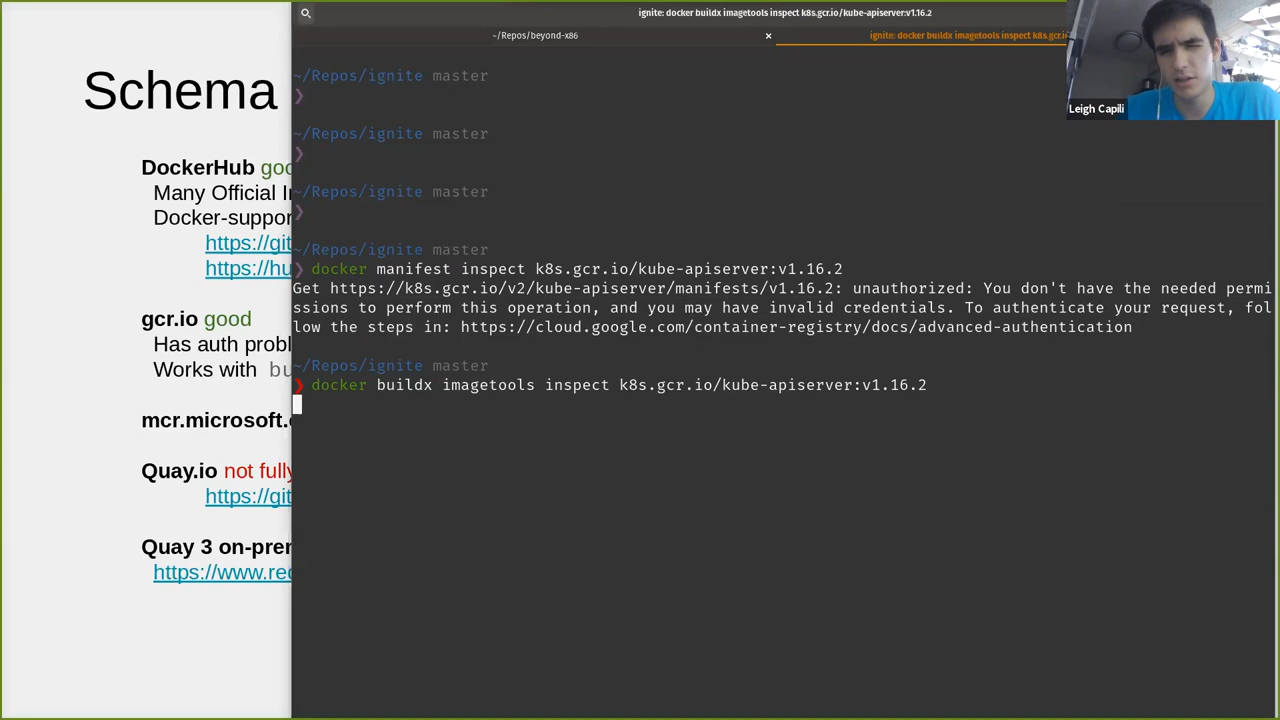 Schema
DockerHub goo
Many Official I
Docker-suppor
https://git
https://hu
gcr.io good
Has auth probl
Works with bu
mcr.microsoft.
Quay.io not fully
https://git
Quay 3 on-prem
https://www.red
ignite: docker buildx imagetools inspect k8s.gcr.io/kube-apiserver:v1.16.2
~/Repos/beyond-x86
ignite: docker buildx imagetools inspect k8s.gcr.io
~/Repos/ignite master
❯
~/Repos/ignite master
❯
~/Repos/ignite master
❯
~/Repos/ignite master
❯ docker manifest inspect k8s.gcr.io/kube-apiserver:v1.16.2
Get https://k8s.gcr.io/v2/kube-apiserver/manifests/v1.16.2: unauthorized: You don't have the needed permi
ssions to perform this operation, and you may have invalid credentials. To authenticate your request, fol
low the steps in: https://cloud.google.com/container-registry/docs/advanced-authentication
~/Repos/ignite master
❯ docker buildx imagetools inspect k8s.gcr.io/kube-apiserver:v1.16.2
Leigh Capili